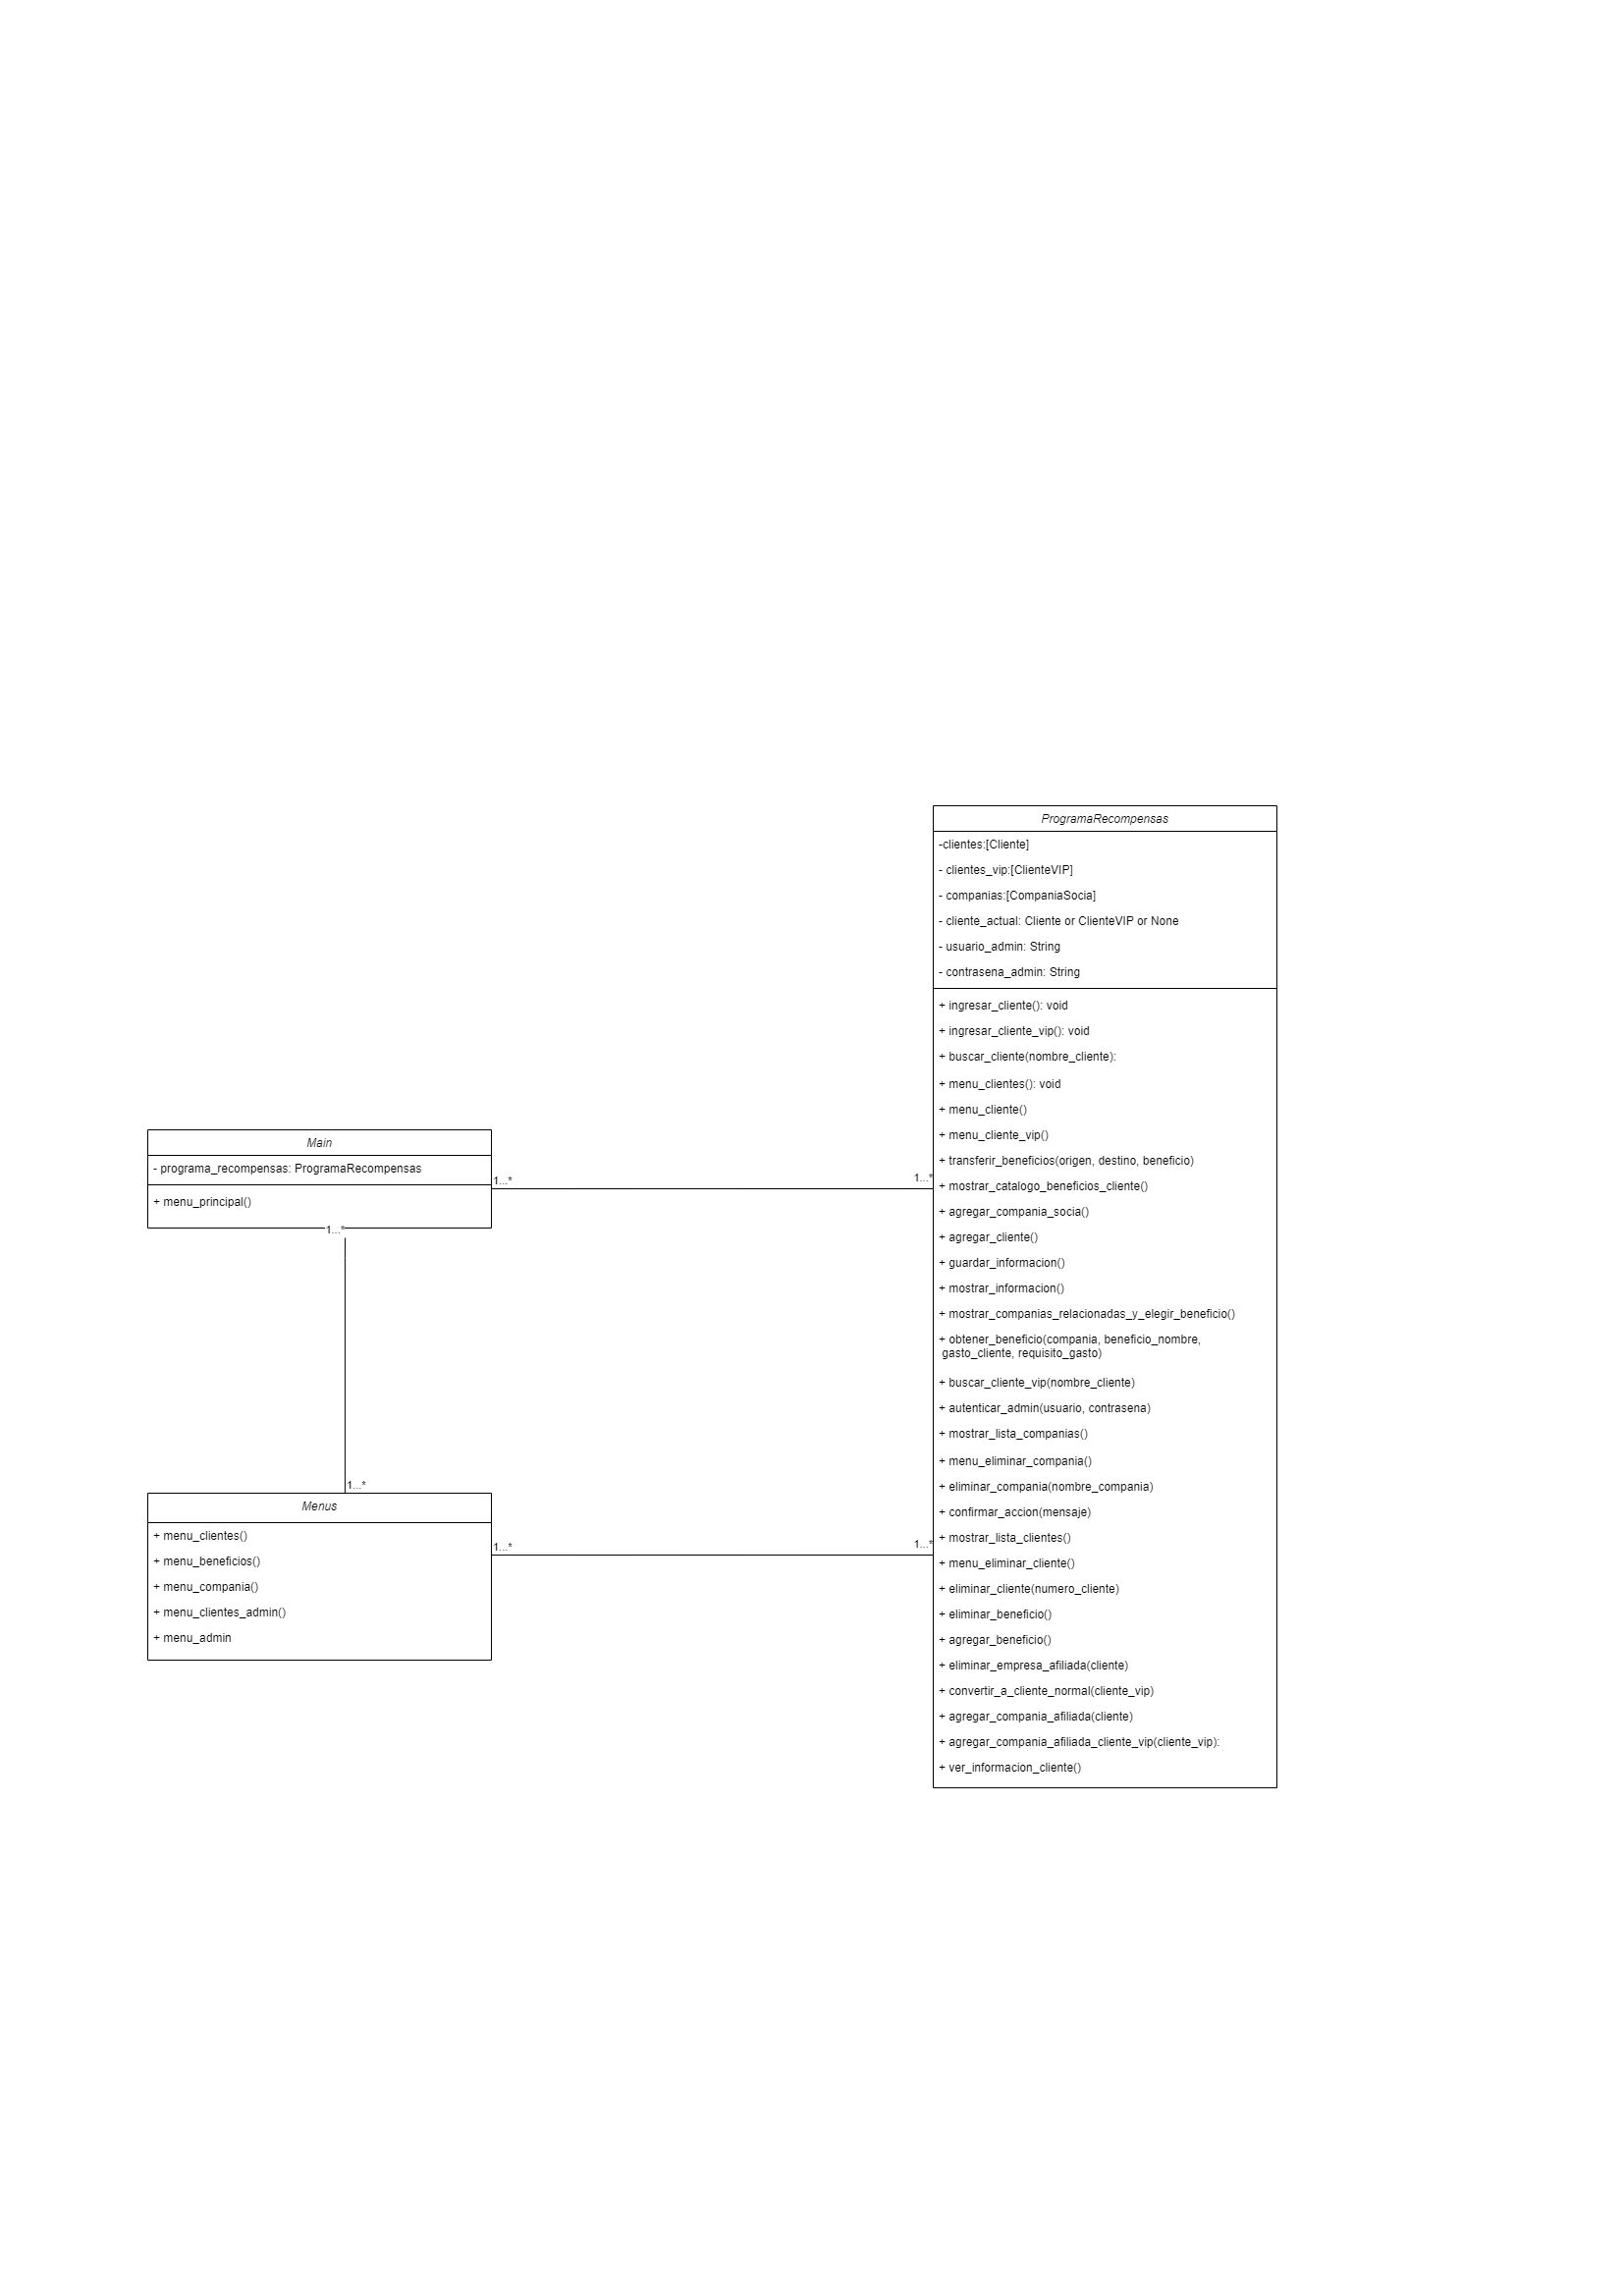 ProgramaRecompensas
-clientes:[Cliente]
- clientes_vip:[ClienteVIP]
- companias:[CompaniaSocia]
- cliente_actual: Cliente or ClienteVIP or None
- usuario_admin: String
- contrasena_admin: String
+ ingresar_cliente(): void
+ ingresar_cliente_vip(): void
+ buscar_cliente(nombre_cliente):
+ menu_clientes(): void
+ menu_cliente()
+ menu_cliente_vip()
+ transferir_beneficios(origen, destino, beneficio)
+ mostrar_catalogo_beneficios_cliente()
+ agregar_compania_socia()
+ agregar_cliente()
+ guardar_informacion()
+ mostrar_informacion()
+ mostrar_companias_relacionadas_y_elegir_beneficio()
+ obtener_beneficio(compania, beneficio_nombre,
gasto_cliente, requisito_gasto)
+ buscar_cliente_vip(nombre_cliente)
+ autenticar_admin(usuario, contrasena)
+ mostrar_lista_companias()
+ menu_eliminar_compania()
+ eliminar_compania(nombre_compania)
+ confirmar_accion(mensaje)
+ mostrar_lista_clientes()
+ menu_eliminar_cliente()
+ eliminar_cliente(numero_cliente)
+ eliminar_beneficio()
+ agregar_beneficio()
+ eliminar_empresa_afiliada(cliente)
+ convertir_a_cliente_normal(cliente_vip)
+ agregar_compania_afiliada(cliente)
+ agregar_compania_afiliada_cliente_vip(cliente_vip):
+ ver_informacion_cliente()
Main
- programa_recompensas: ProgramaRecompensas
+ menu_principal()
1...*
1...*
1...*
1...*
Menus
+ menu_clientes()
+ menu_beneficios()
+ menu_compania()
+ menu_clientes_admin()
+ menu_admin
1...*
1...*